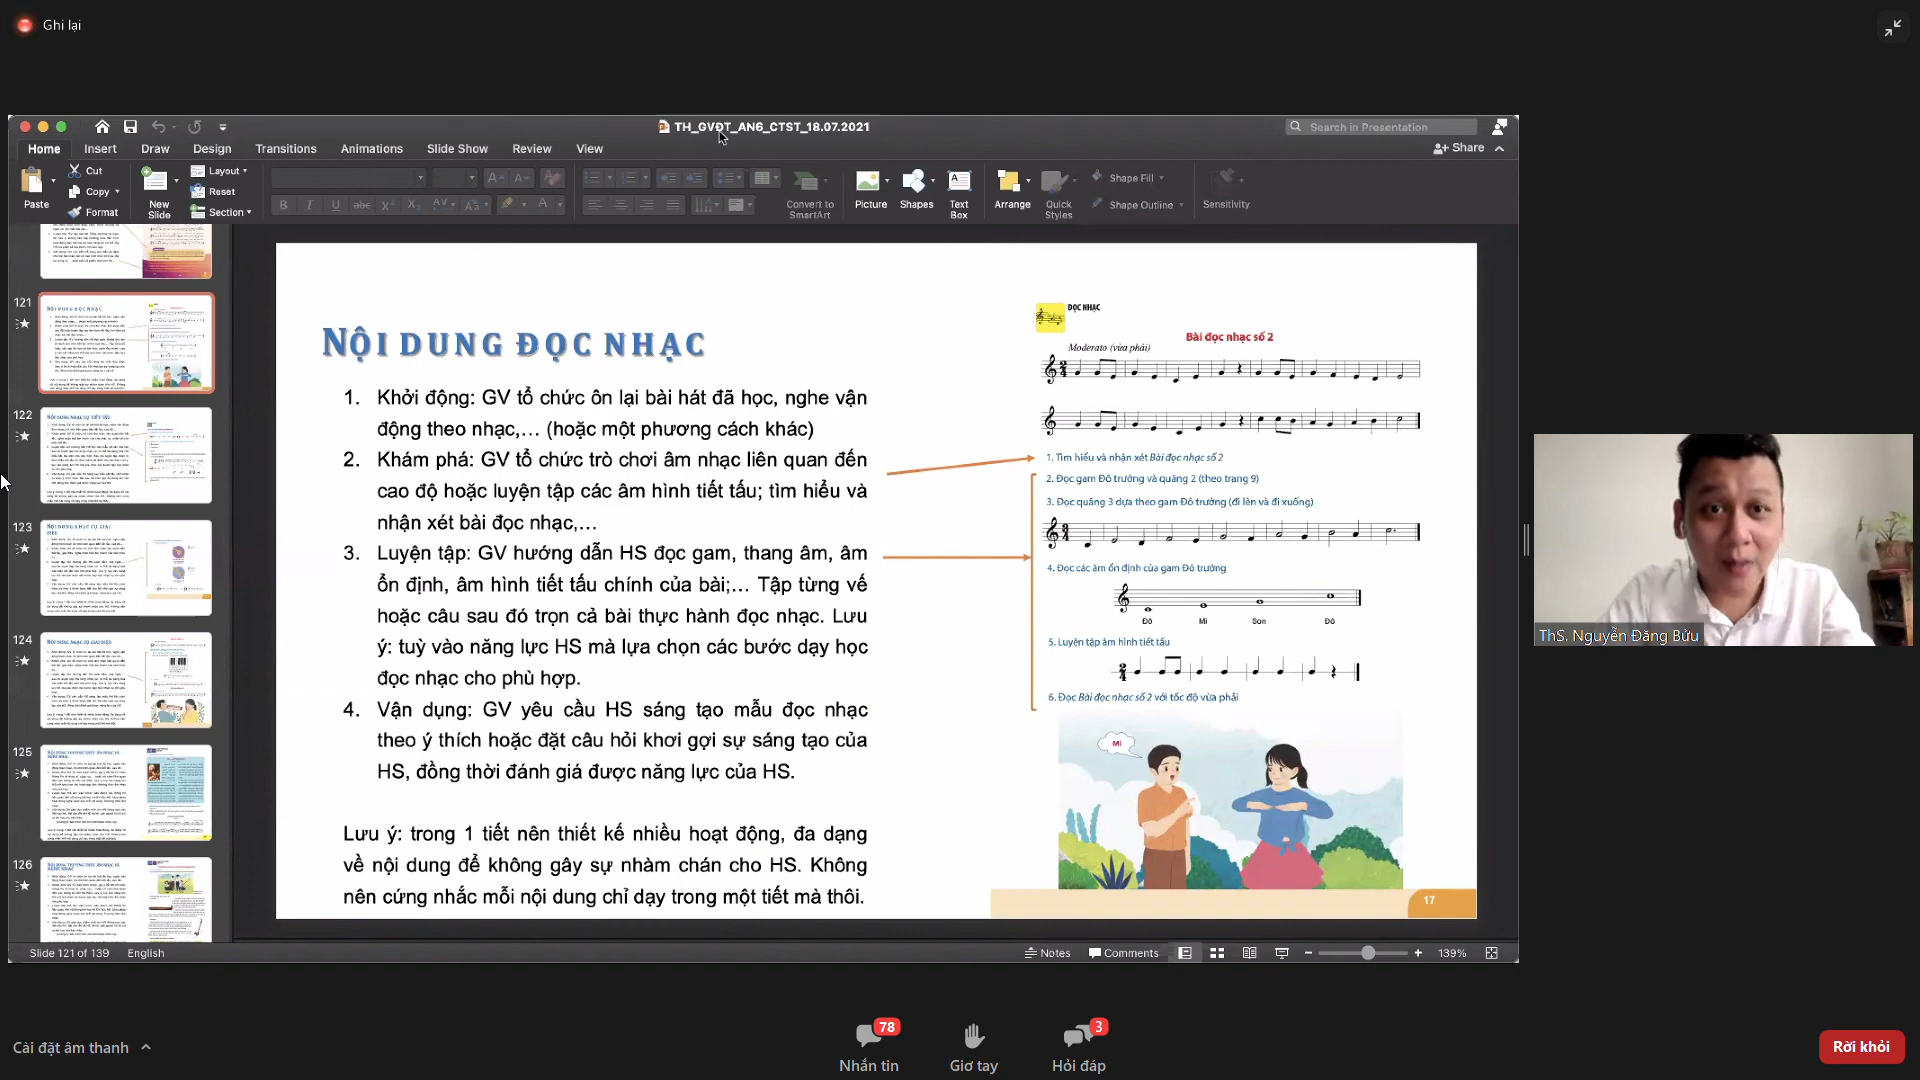 Ghi lại
TH_GVĐT_AN6_CTST_18.07.2021
Search in Presentation
Home Insert Draw Design Transitions Animations Slide Show Review View
Share
Paste
Cut
Copy
Format
New Slide
Layout
Reset
Section
Convert to SmartArt
Picture
Shapes
Text Box
Arrange
Quick Styles
Shape Fill
Shape Outline
Sensitivity
121
122
123
124
125
126
NỘI DUNG ĐỌC NHẠC
1. Khởi động: GV tổ chức ôn lại bài hát đã học, nghe vận
động theo nhạc,... (hoặc một phương cách khác)
2. Khám phá: GV tổ chức trò chơi âm nhạc liên quan đến
cao độ hoặc luyện tập các âm hình tiết tấu; tìm hiểu và
nhận xét bài đọc nhạc,...
3. Luyện tập: GV hướng dẫn HS đọc gam, thang âm, âm
ổn định, âm hình tiết tấu chính của bài;... Tập từng vế
hoặc câu sau đó trọn cả bài thực hành đọc nhạc. Lưu
ý: tuỳ vào năng lực HS mà lựa chọn các bước dạy học
đọc nhạc cho phù hợp.
4. Vận dụng: GV yêu cầu HS sáng tạo mẫu đọc nhạc
theo ý thích hoặc đặt câu hỏi khơi gợi sự sáng tạo của
HS, đồng thời đánh giá được năng lực của HS.
Lưu ý: trong 1 tiết nên thiết kế nhiều hoạt động, đa dạng
về nội dung để không gây sự nhàm chán cho HS. Không
nên cứng nhắc mỗi nội dung chỉ dạy trong một tiết mà thôi.
ĐỌC NHẠC
Bài đọc nhạc số 2
Moderato (vừa phải)
1. Tìm hiểu và nhận xét Bài đọc nhạc số 2
2. Đọc gam Đô trưởng và quãng 2 (theo trang 9)
3. Đọc quãng 3 dựa theo gam Đô trưởng (đi lên và đi xuống)
4. Đọc các âm ổn định của gam Đô trưởng
Đô Mi Son Đô
5. Luyện tập âm hình tiết tấu
6. Đọc Bài đọc nhạc số 2 với tốc độ vừa phải
Mi
17
ThS. Nguyễn Đăng Bửu
Slide 121 of 139 English
Notes Comments 139%
Cài đặt âm thanh
78
Nhắn tin
Giơ tay
3
Hỏi đáp
Rời khỏi